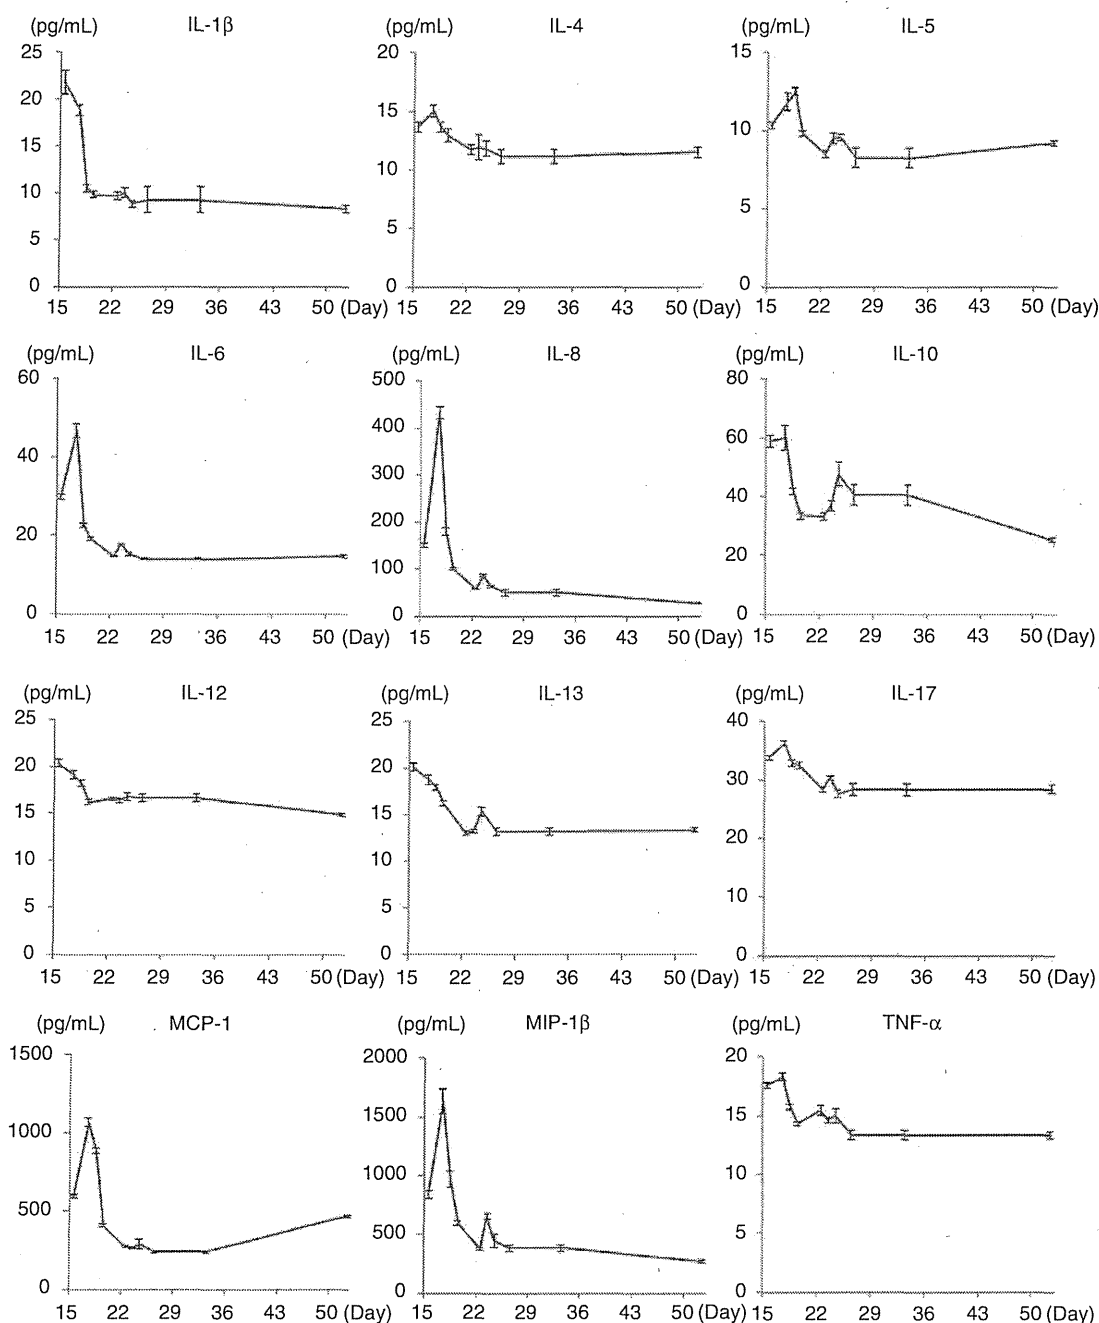 (pg/mL) IL-1β
25
20
15
10
5
0
15 22 29 36 43 50 (Day)
(pg/mL) IL-4
20
15
10
5
0
15 22 29 36 43 50 (Day)
(pg/mL) IL-5
15
10
5
0
15 22 29 36 43 50 (Day)
(pg/mL) IL-6
60
40
20
0
15 22 29 36 43 50 (Day)
(pg/mL) IL-8
500
400
300
200
100
0
15 22 29 36 43 50 (Day)
(pg/mL) IL-10
80
60
40
20
0
15 22 29 36 43 50 (Day)
(pg/mL) IL-12
25
20
15
10
5
0
15 22 29 36 43 50 (Day)
(pg/mL) IL-13
25
20
15
10
5
0
15 22 29 36 43 50 (Day)
(pg/mL) IL-17
40
30
20
10
0
15 22 29 36 43 50 (Day)
(pg/mL) MCP-1
1500
1000
500
0
15 22 29 36 43 50 (Day)
(pg/mL) MIP-1β
2000
1500
1000
500
0
15 22 29 36 43 50 (Day)
(pg/mL) TNF-α
20
15
10
5
0
15 22 29 36 43 50 (Day)